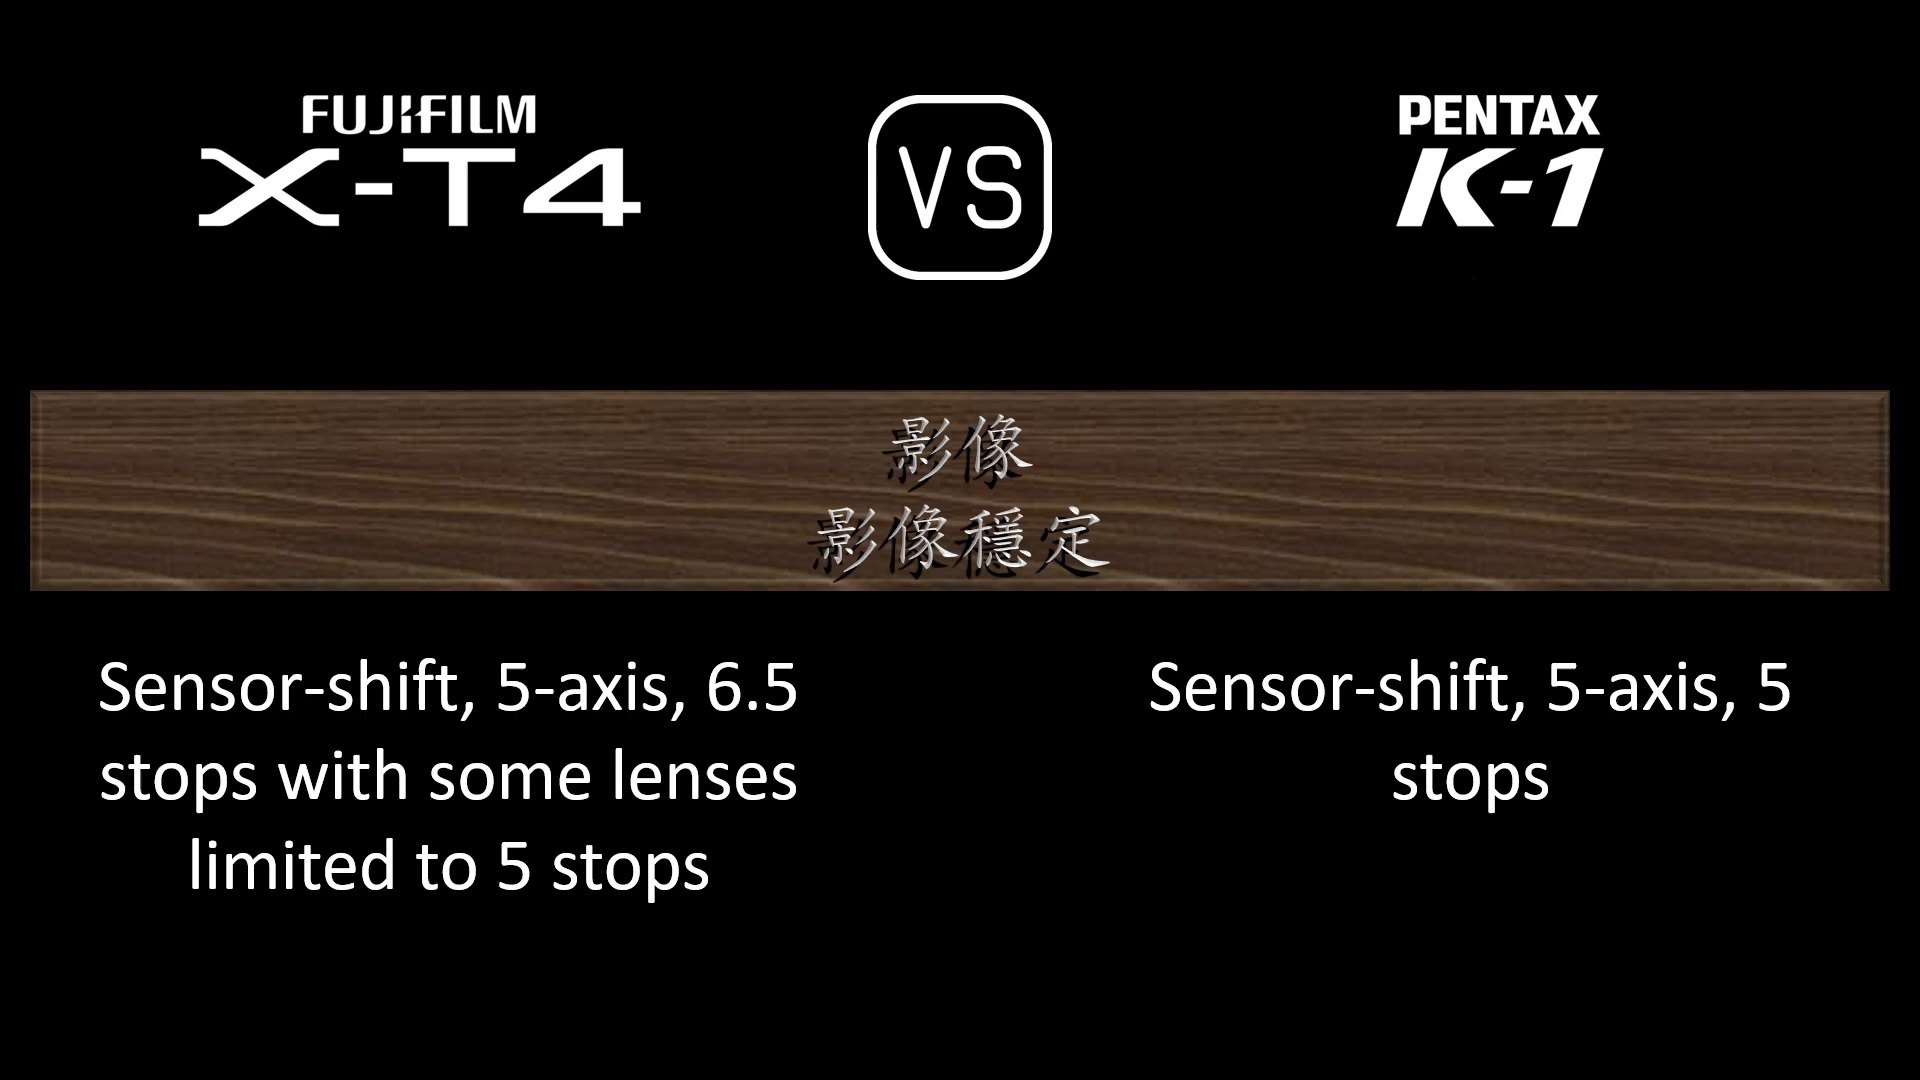 FUJIFILM
X-T4
VS
PENTAX
K-1
影像
影像穩定
Sensor-shift, 5-axis, 6.5
stops with some lenses
limited to 5 stops
Sensor-shift, 5-axis, 5
stops